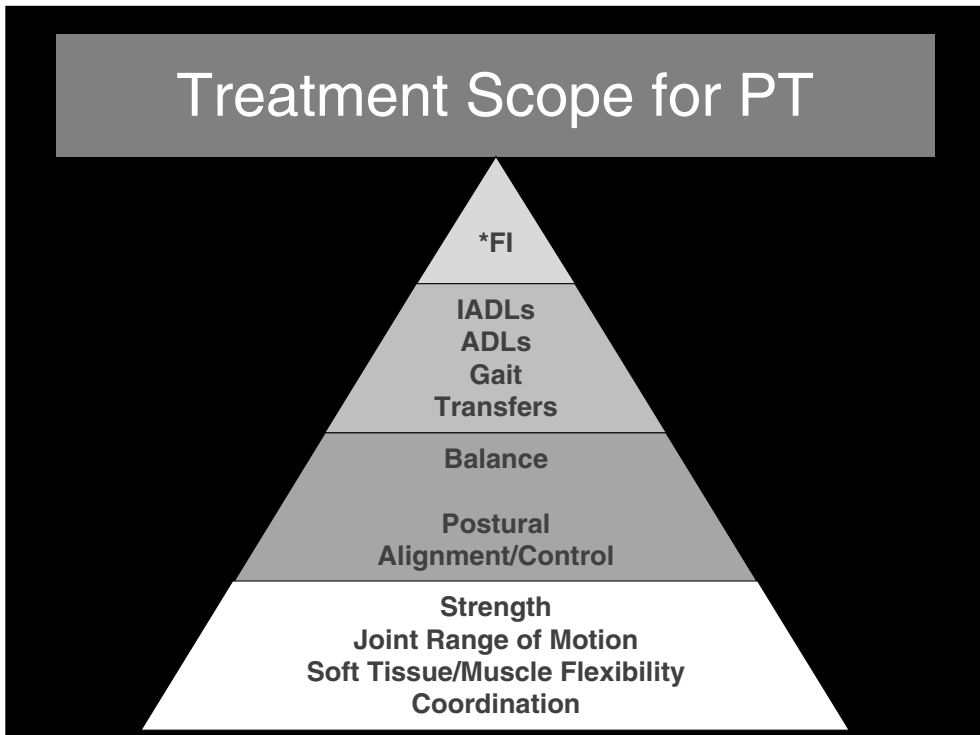 Treatment Scope for PT
*FI
IADLs
ADLs
Gait
Transfers
Balance
Postural
Alignment/Control
Strength
Joint Range of Motion
Soft Tissue/Muscle Flexibility
Coordination